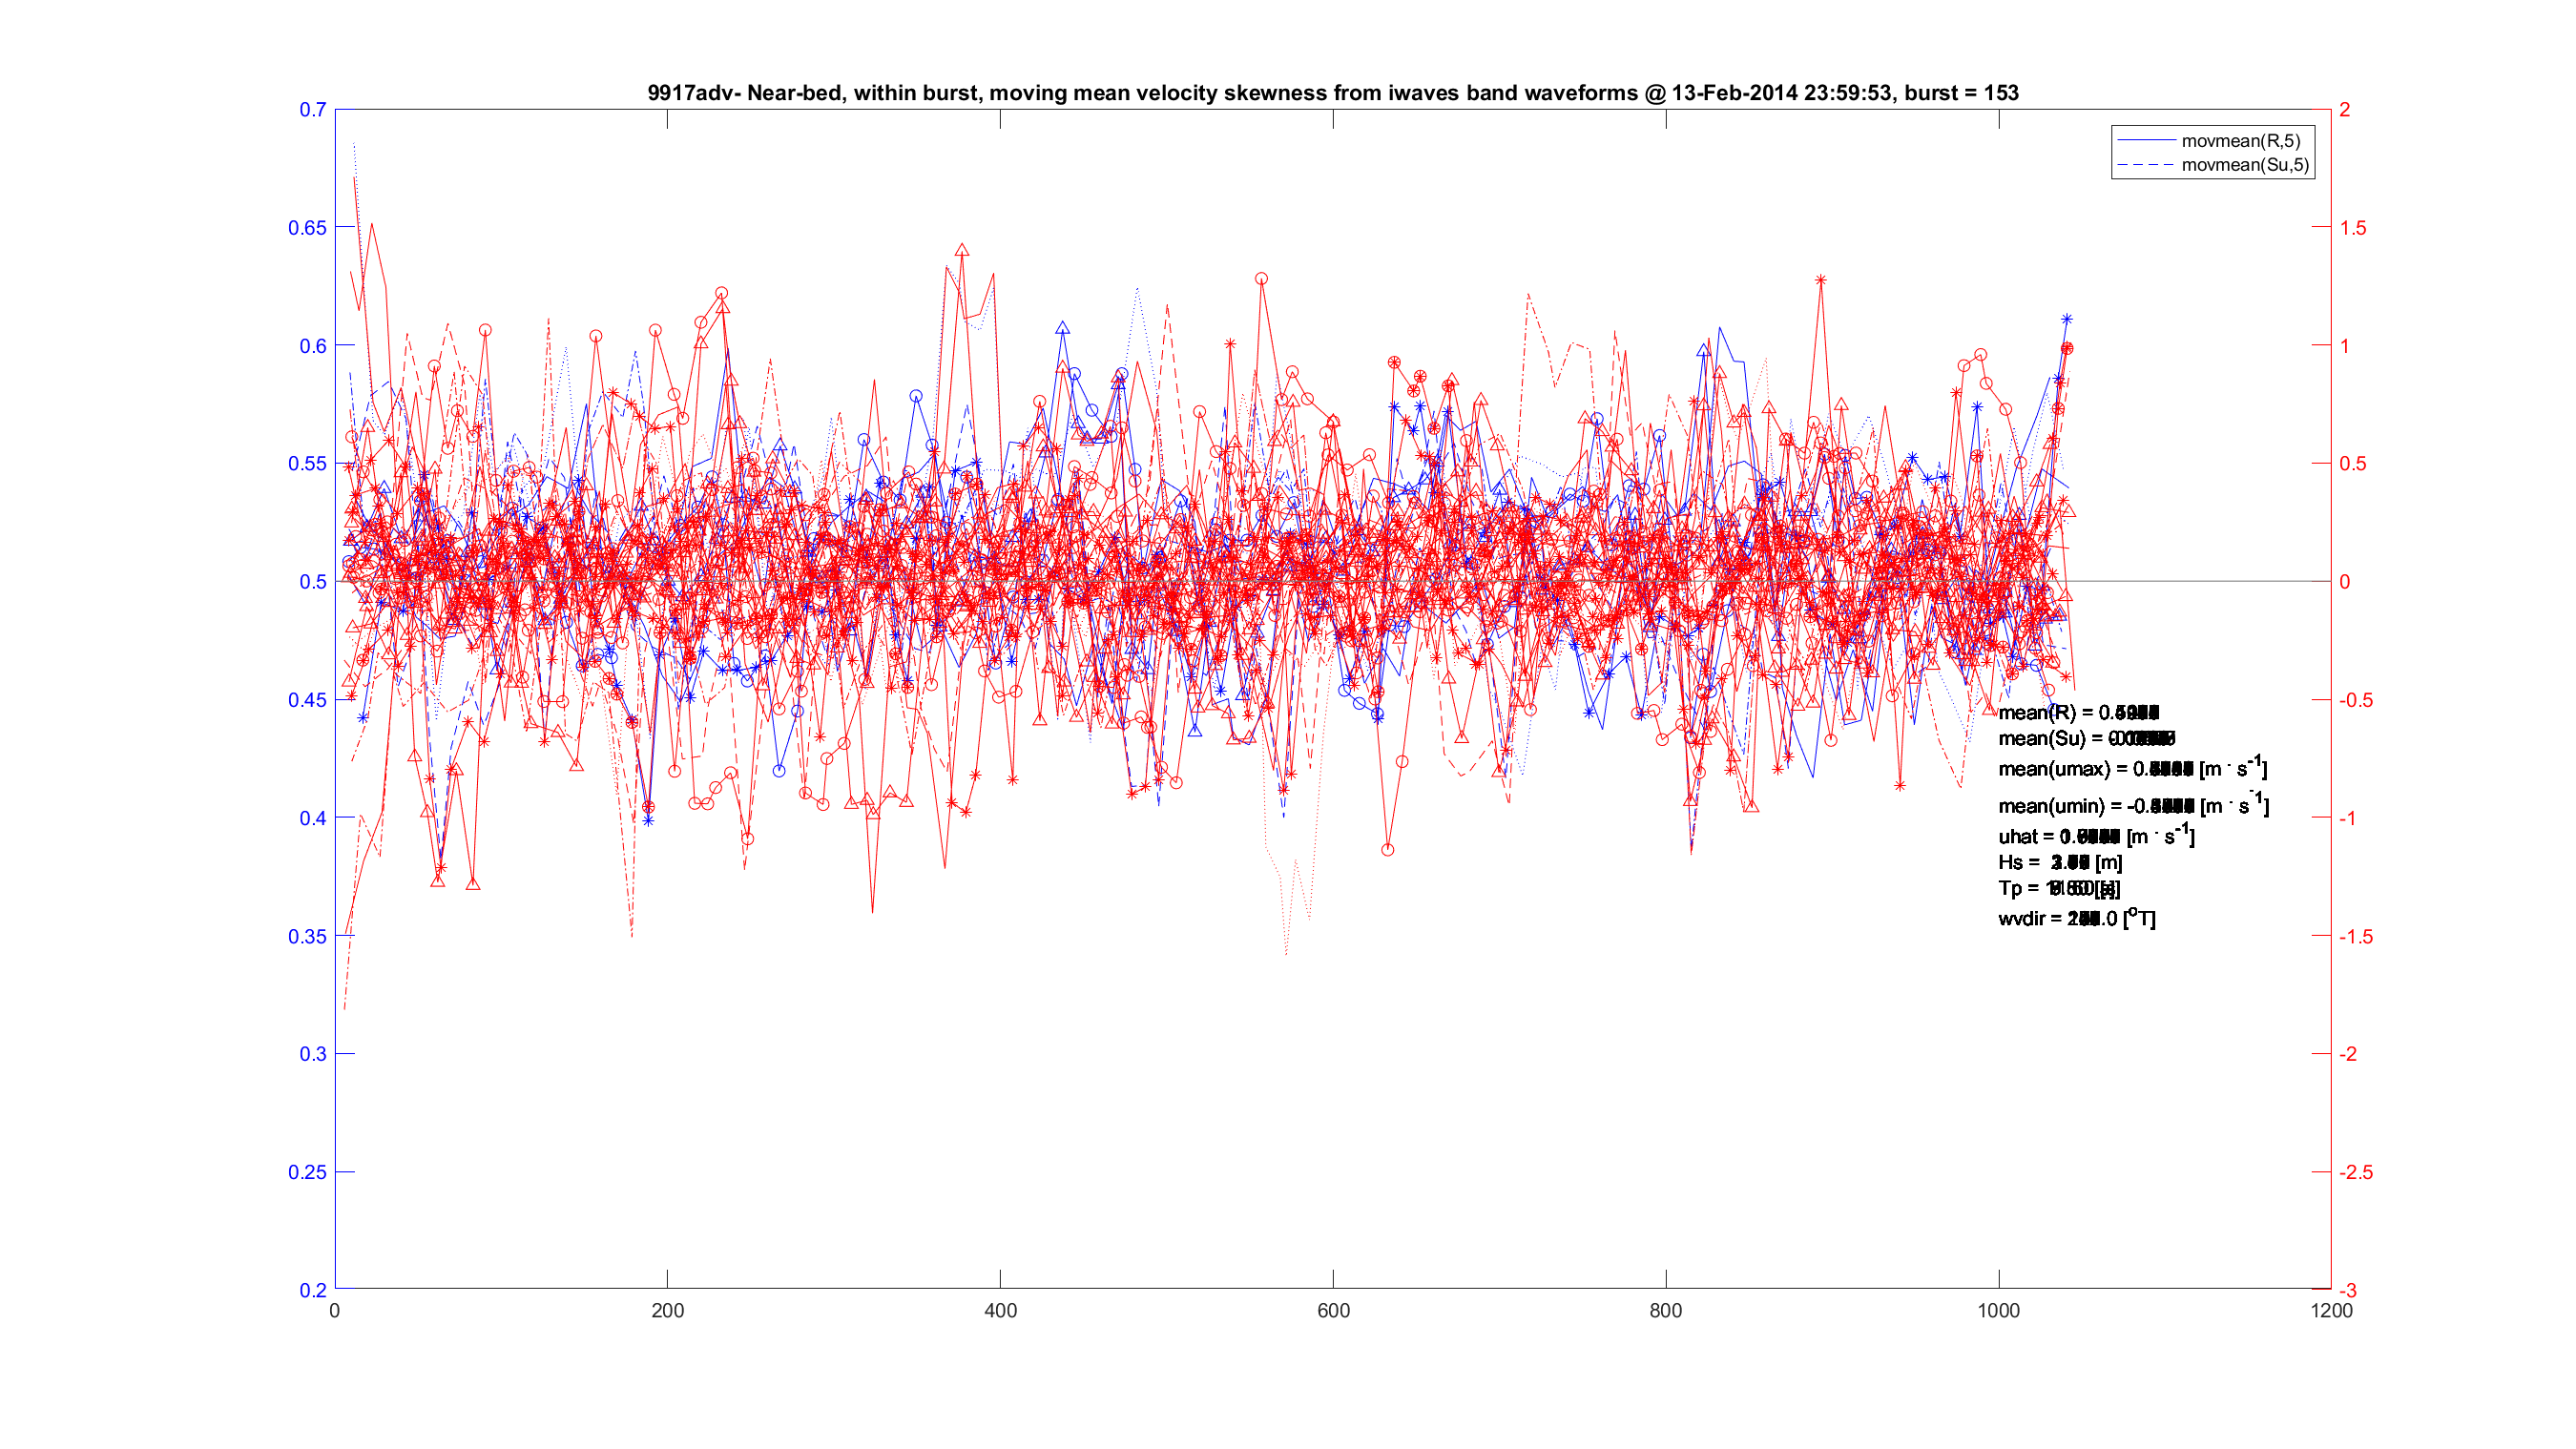 9917adv- Near-bed, within burst, moving mean velocity skewness from iwaves band waveforms @ 13-Feb-2014 23:59:53, burst = 153
0.7
0.65
0.6
0.55
0.5
0.45
0.4
0.35
0.3
0.25
0.2
2
1.5
1
0.5
0
-0.5
-1
-1.5
-2
-2.5
-3
movmean(R,5)
movmean(Su,5)
mean(R) =
mean(Su) =
mean(umax) = [m · s-1]
mean(umin) = [m · s-1]
uhat = [m · s-1]
Hs = [m]
Tp =
wvdir = [oT]
0 200 400 600 800 1000 1200